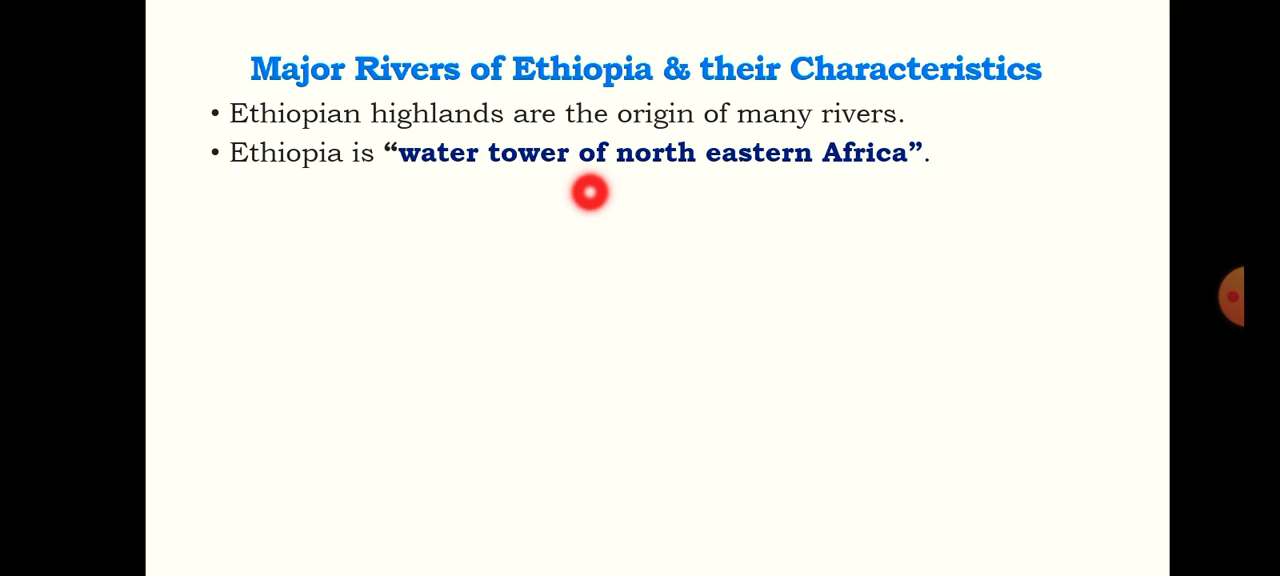 Major Rivers of Ethiopia & their Characteristics
• Ethiopian highlands are the origin of many rivers.
• Ethiopia is “water tower of north eastern Africa”.